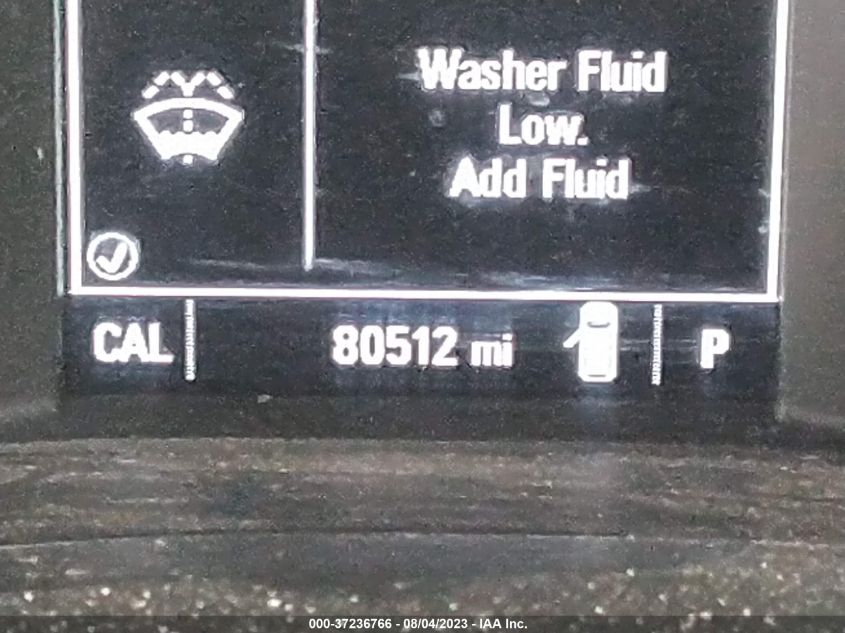 Washer Fluid
Low.
Add Fluid
CAL 80512 mi P
000-37236766 - 08/04/2023 - IAA Inc.